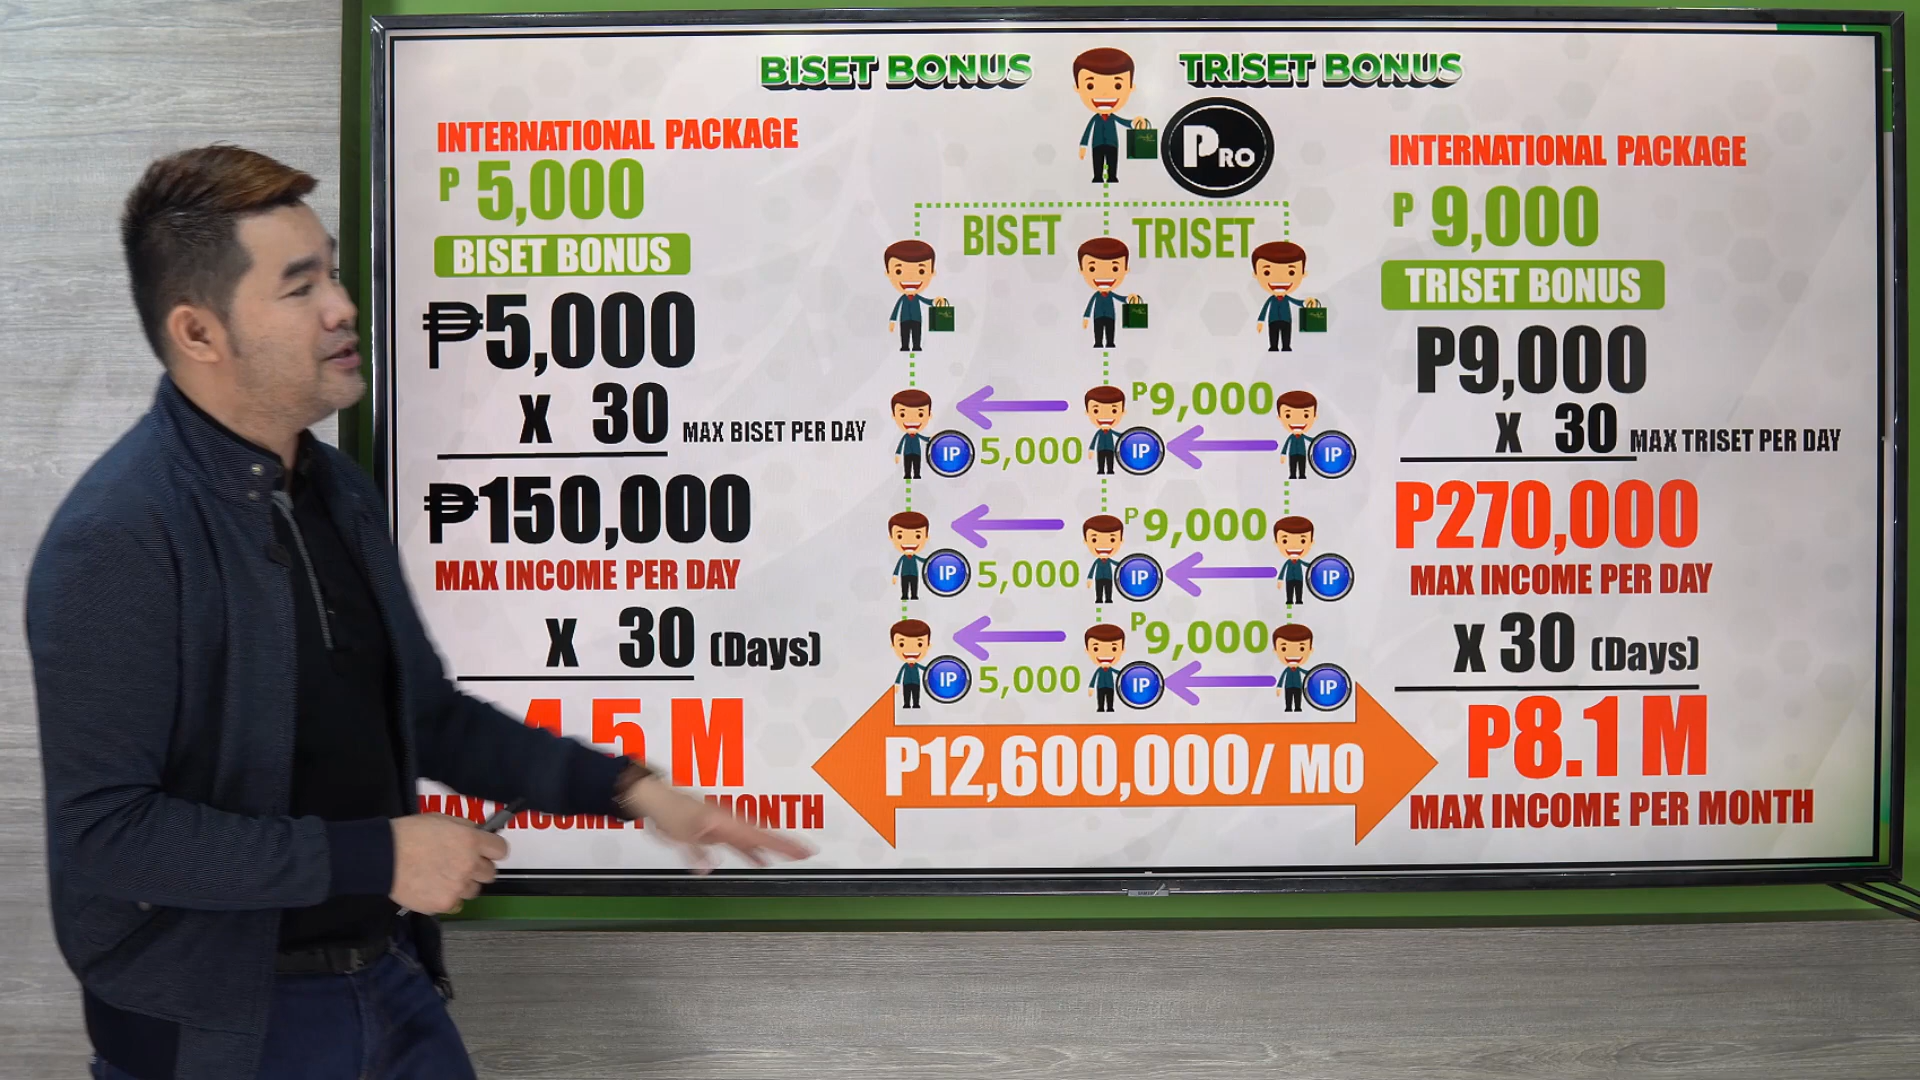 BISET BONUS
TRISET BONUS
PRO
INTERNATIONAL PACKAGE
P 5,000
BISET BONUS
₱5,000
X 30 MAX BISET PER DAY
₱150,000
MAX INCOME PER DAY
X 30 (Days)
5 M
MONTH
BISET
TRISET
P9,000
IP 5,000 IP IP
P9,000
IP 5,000 IP IP
P9,000
IP 5,000 IP IP
P12,600,000/ MO
INTERNATIONAL PACKAGE
P 9,000
TRISET BONUS
P9,000
X 30 MAX TRISET PER DAY
P270,000
MAX INCOME PER DAY
X 30 (Days)
P8.1 M
MAX INCOME PER MONTH